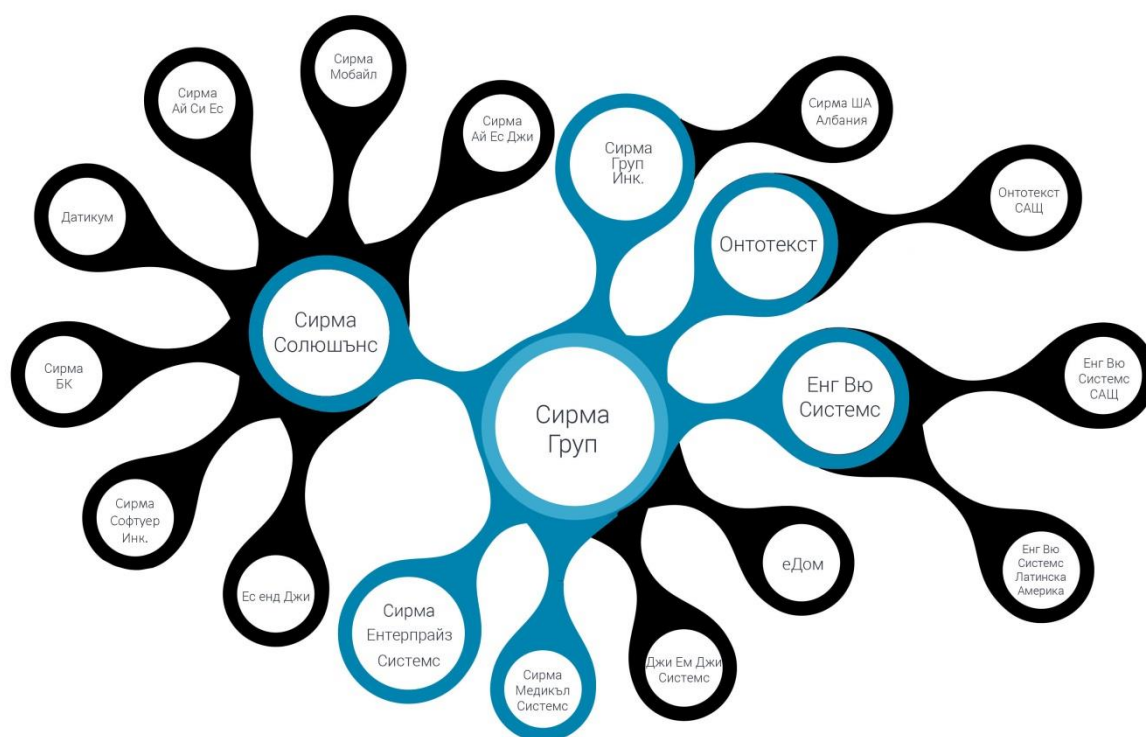 Сирма
Мобайл
Сирма
Ай Си Ес
Сирма
Ай Ес Джи
Сирма ША
Албания
Сирма
Груп
Инк.
Датикум
Онтотекст
САЩ
Онтотекст
Сирма
Солюшънс
Сирма
БК
Енг Вю
Системс
Енг Вю
Системс
САЩ
Сирма
Груп
Сирма
Софтуер
Инк.
Ес енд Джи
еДом
Енг Вю
Системс
Латинска
Америка
Сирма
Ентерпрайз
Системс
Сирма
Медикъл
Системс
Джи Ем Джи
Системс